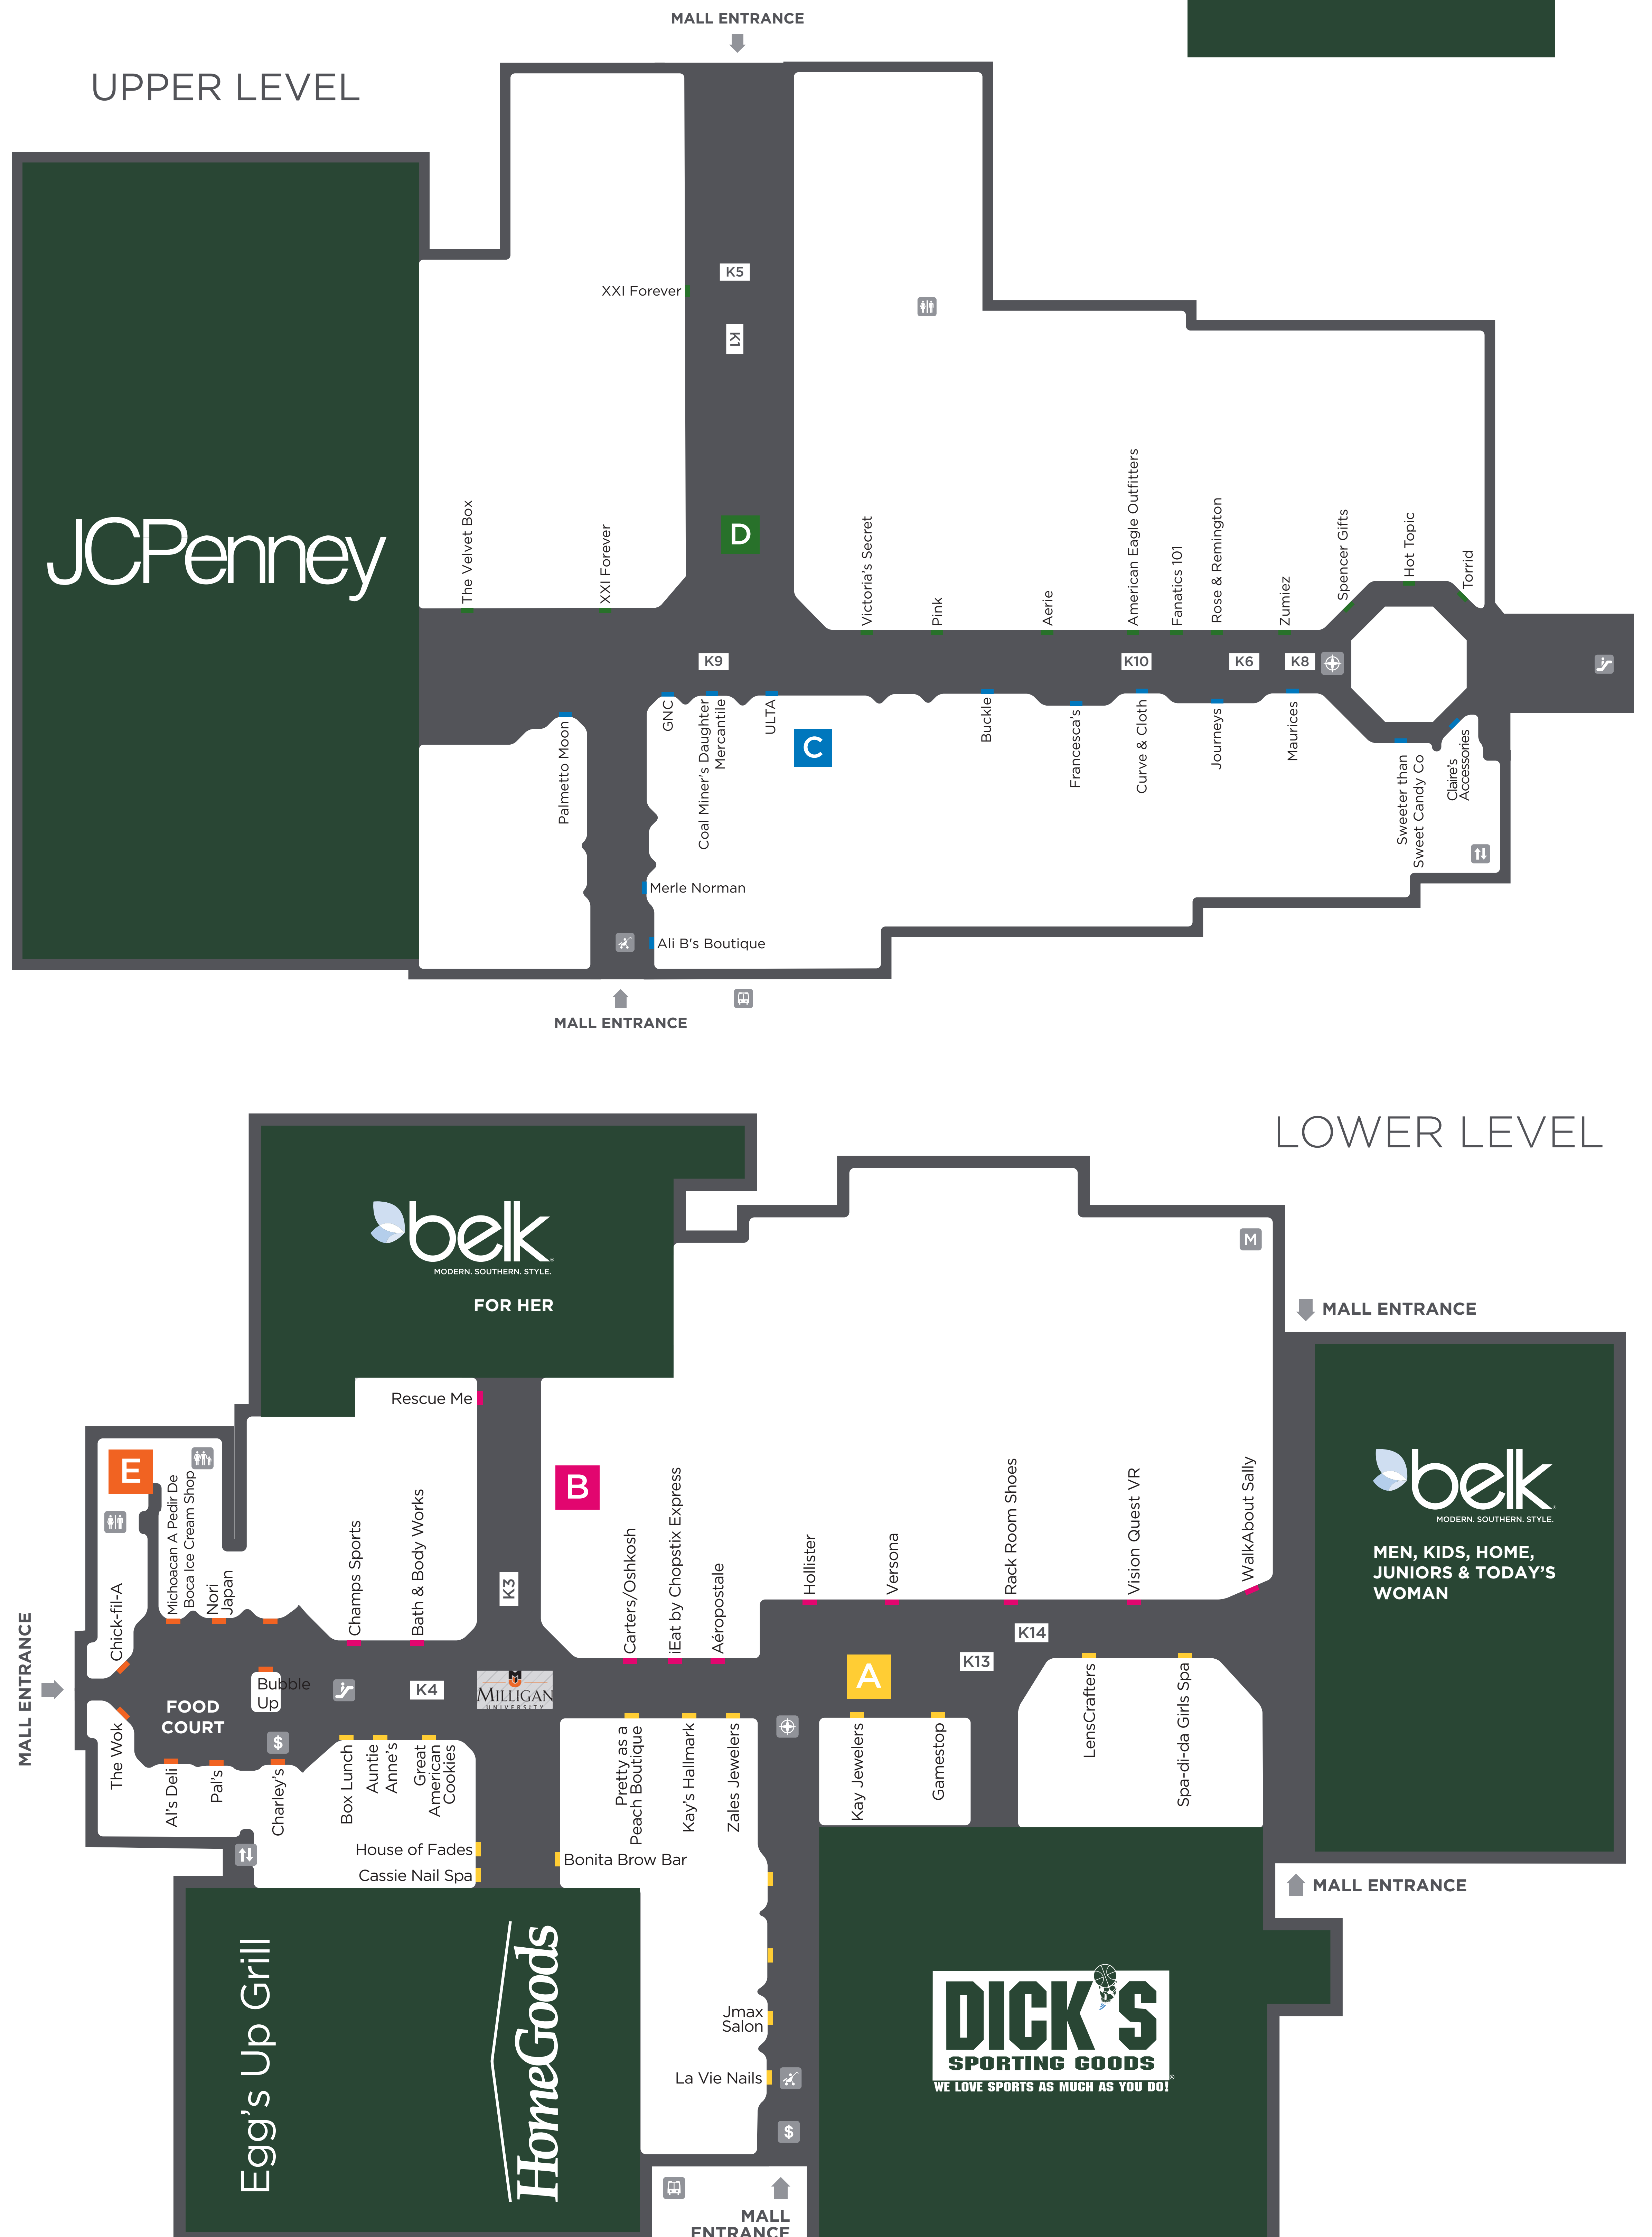 MALL ENTRANCE
UPPER LEVEL
K5
XXI Forever
K1
JCPenney
D
The Velvet Box
XXI Forever
Victoria's Secret
Pink
Aerie
American Eagle Outfitters
Fanatics 101
Rose & Remington
Zumiez
Spencer Gifts
Hot Topic
Torrid
K9
K10
K6
K8
Palmetto Moon
GNC
Coal Miner's Daughter
Mercantile
ULTA
C
Buckle
Francesca's
Curve & Cloth
Journeys
Maurices
Sweeter than
Sweet Candy Co
Claire's
Accessories
Merle Norman
Ali B's Boutique
MALL ENTRANCE
LOWER LEVEL
belk
MODERN. SOUTHERN. STYLE.
FOR HER
M
MALL ENTRANCE
Rescue Me
E
B
Michoacan A Pedir De
Boca Ice Cream Shop
Nori
Japan
Chick-fil-A
Champs Sports
Bath & Body Works
K3
Carters/Oshkosh
iEat by Chopstix Express
Aéropostale
Hollister
Versona
Rack Room Shoes
Vision Quest VR
WalkAbout Sally
belk
MODERN. SOUTHERN. STYLE.
MEN, KIDS, HOME,
JUNIORS & TODAY'S
WOMAN
MALL ENTRANCE
K14
K13
A
FOOD
COURT
Bubble
Up
K4
MILLIGAN
UNIVERSITY
$
The Wok
Al's Deli
Pal's
Charley's
Box Lunch
Auntie
Anne's
Great
American
Cookies
Pretty as a
Peach Boutique
Kay's Hallmark
Zales Jewelers
Kay Jewelers
Gamestop
LensCrafters
Spa-di-da Girls Spa
House of Fades
Cassie Nail Spa
Bonita Brow Bar
MALL ENTRANCE
Egg's Up Grill
HomeGoods
Jmax
Salon
La Vie Nails
$
DICK'S
SPORTING GOODS
WE LOVE SPORTS AS MUCH AS YOU DO!
MALL
ENTRANCE